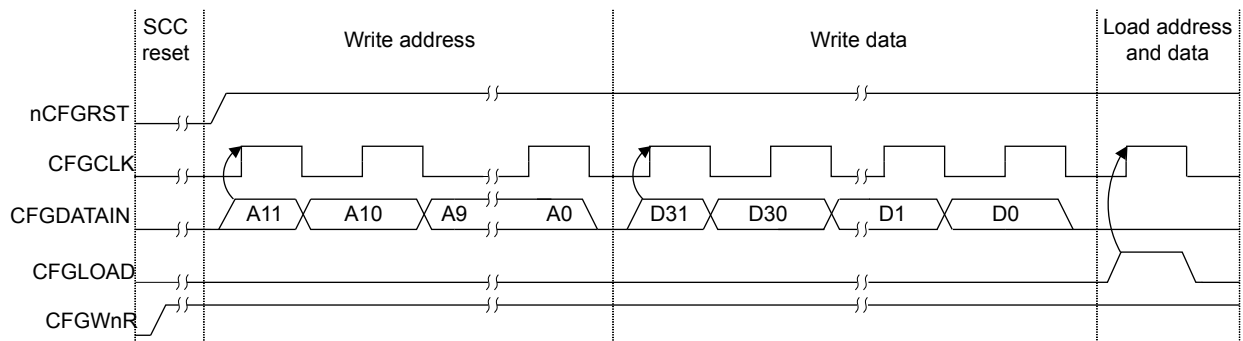 SCC
reset
Write address
Write data
Load address
and data
nCFGRST
CFGCLK
CFGDATAIN A11 A10 A9 A0 D31 D30 D1 D0
CFGLOAD
CFGWnR